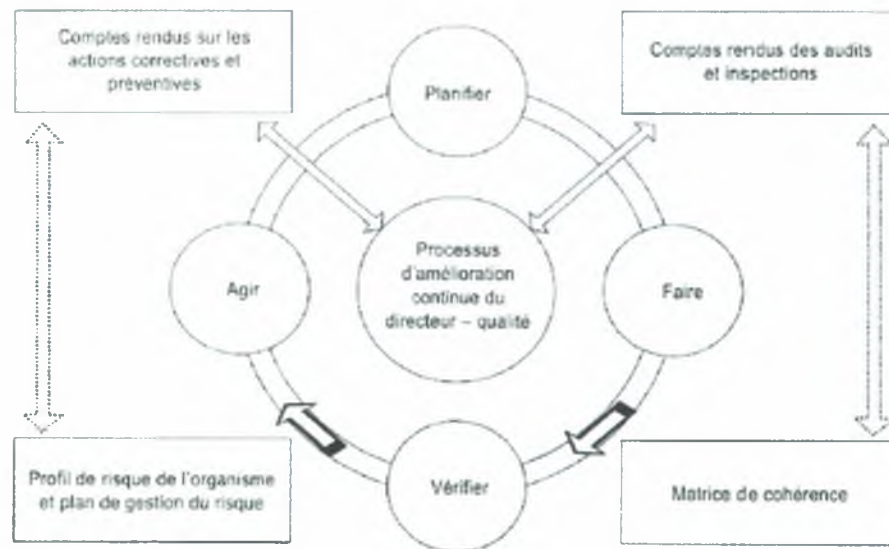 Comptes rendus sur les
actions correctives et
préventives
Comptes rendus des audits
et inspections
Planifier
Agir
Processus
d'amélioration
continue du
directeur – qualité
Faire
Profil de risque de l'organisme
et plan de gestion du risque
Vérifier
Matrice de cohérence